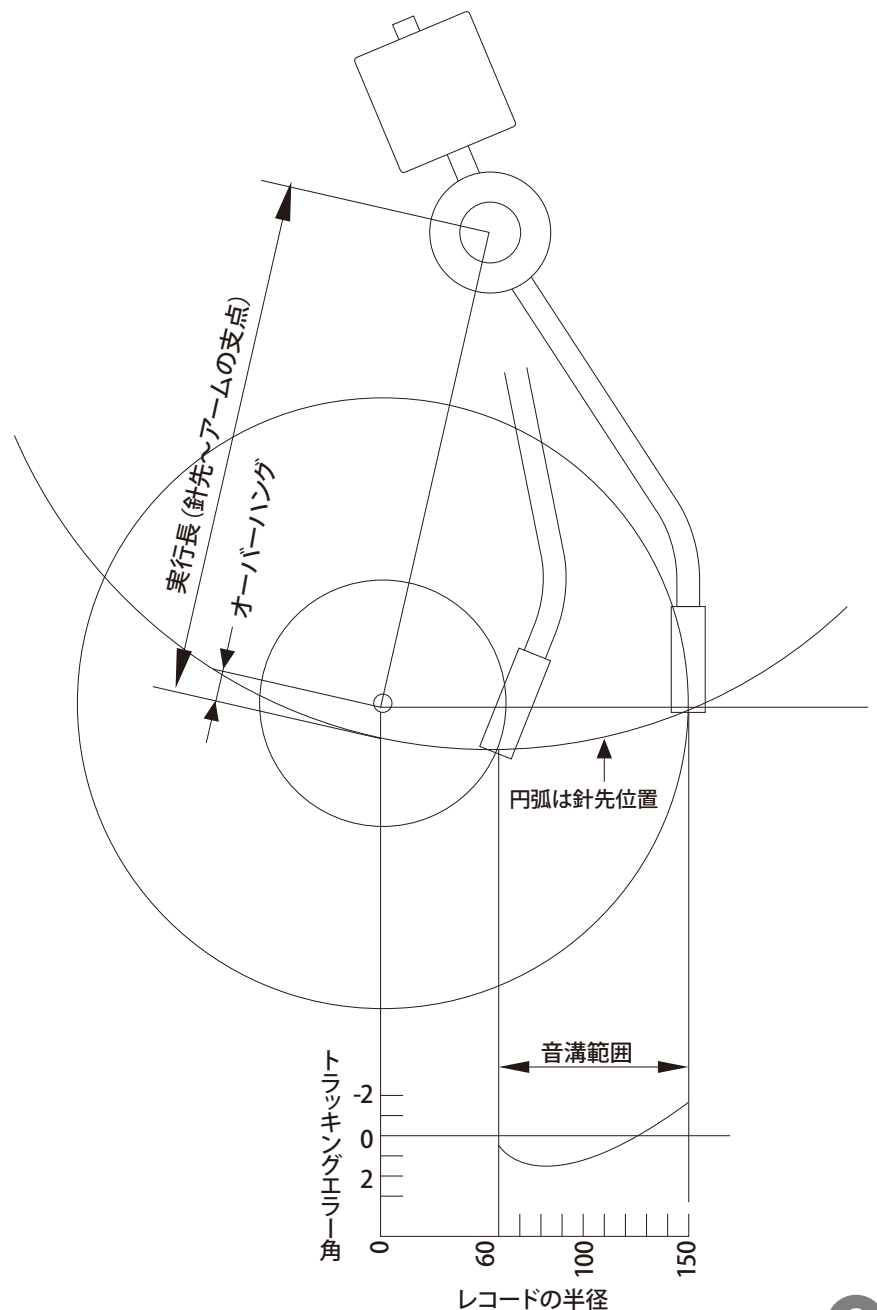 実行長（針先～アームの支点）
オーバーハング
円弧は針先位置
音溝範囲
トラッキングエラー角
-2
0
2
0
60
100
150
レコードの半径